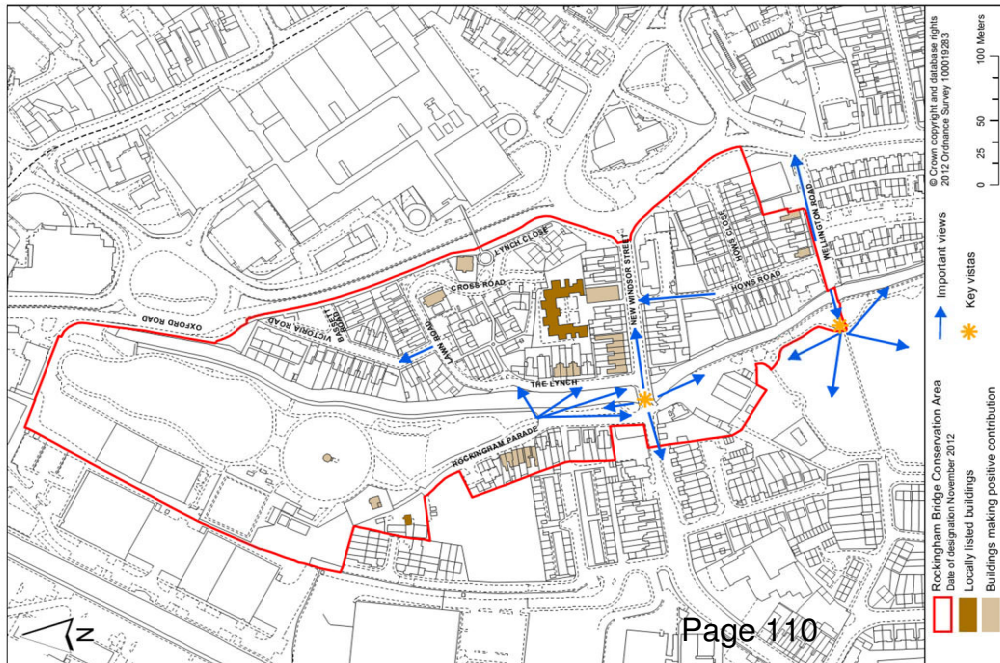 OXFORD ROAD
VICTORIA ROAD
BASSETT
ROAD
LAWN ROAD
CROSS ROAD
LYNCH CLOSE
THE LYNCH
ROCKINGHAM PARADE
NEW WINDSOR STREET
HOWS CLOSE
HOWS ROAD
WELLINGTON ROAD
N
Page 110
Rockingham Bridge Conservation Area
Date of designation November 2012
Locally listed buildings
Buildings making positive contribution
Important views
Key vistas
© Crown copyright and database rights
2012 Ordnance Survey 100019283
0 25 50 100 Meters